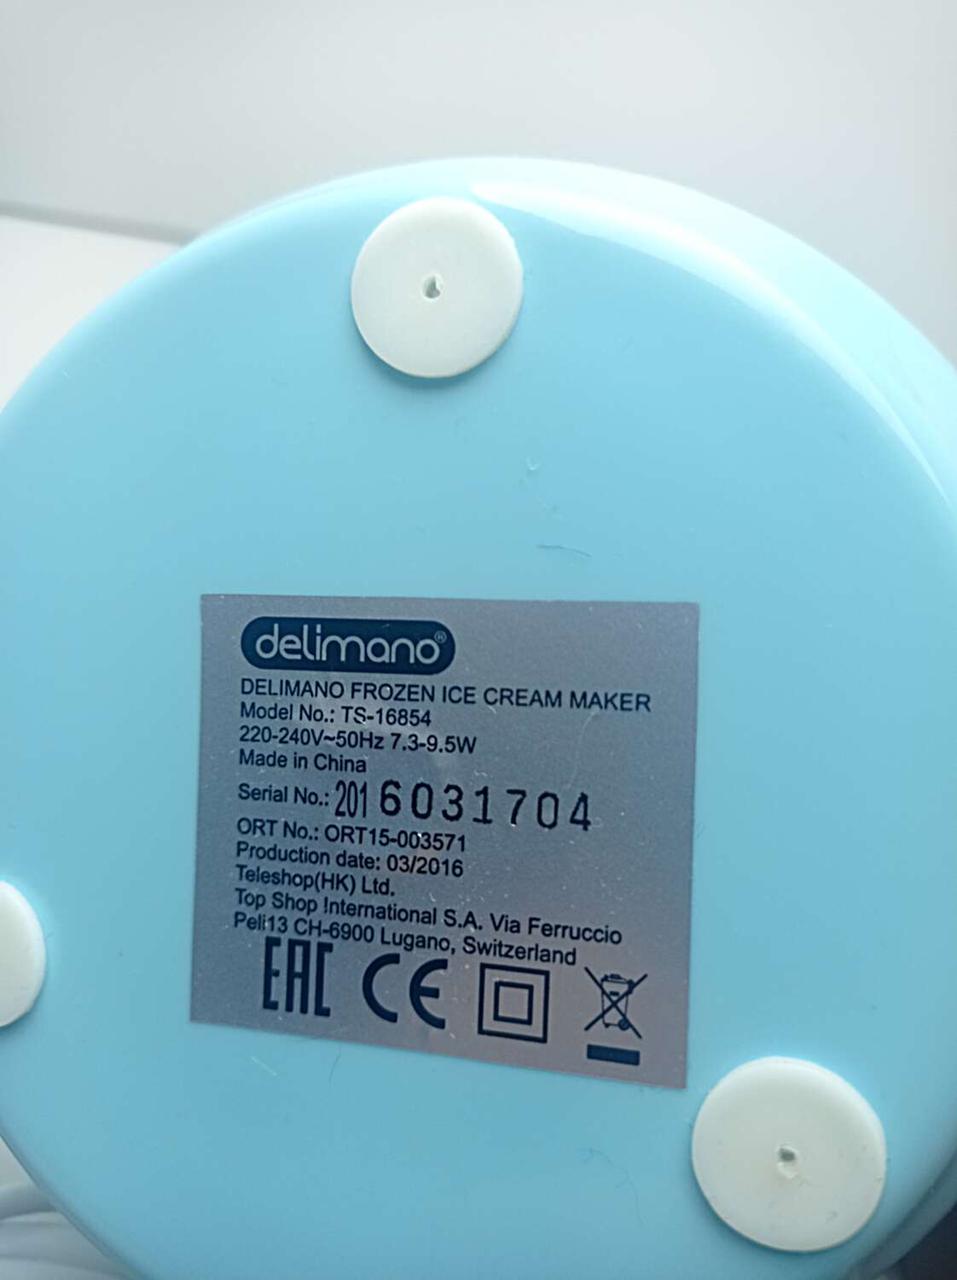 delimano®
DELIMANO FROZEN ICE CREAM MAKER
Model No.: TS-16854
220-240V~50Hz 7.3-9.5W
Made in China
Serial No.: 2016031704
ORT No.: ORT15-003571
Production date: 03/2016
Teleshop(HK) Ltd.
Top Shop International S.A. Via Ferruccio
Peli13 CH-6900 Lugano, Switzerland
EAC CE